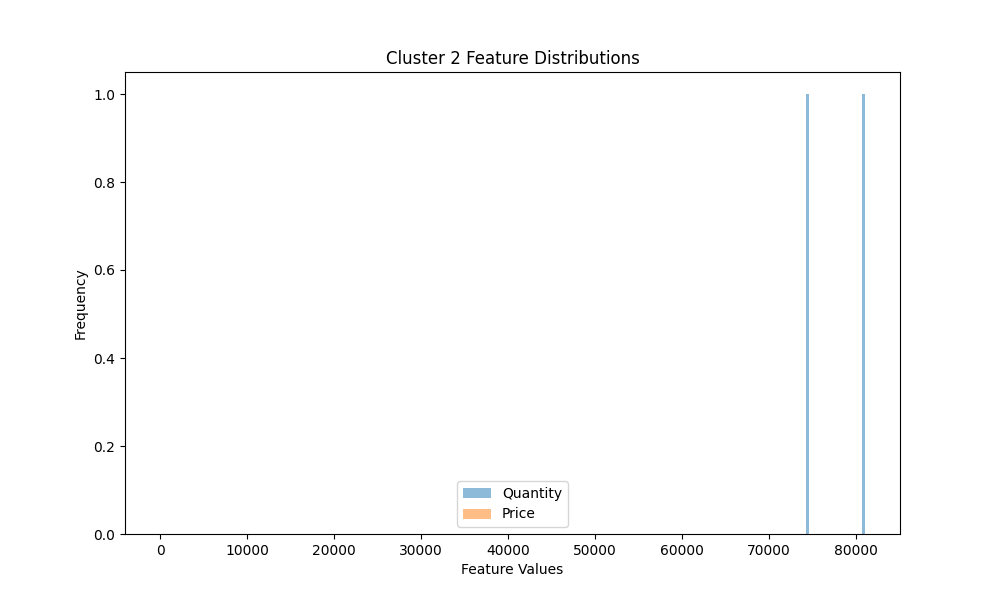 Cluster 2 Feature Distributions
1.0
0.8
0.6
0.4
0.2
0.0
Frequency
Quantity
Price
0 10000 20000 30000 40000 50000 60000 70000 80000
Feature Values